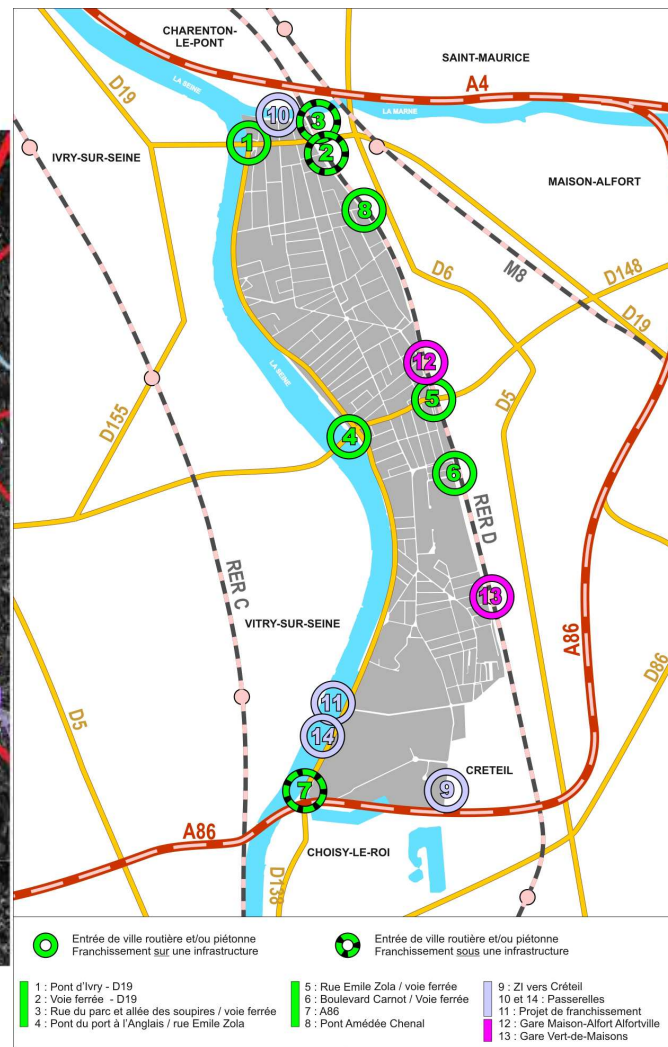 CHARENTON-
LE-PONT
SAINT-MAURICE
A4
D19
LA SEINE
LA MARNE
10
3
1
2
IVRY-SUR-SEINE
MAISON-ALFORT
8
D6
M8
D148
D19
12
5
D5
LA SEINE
4
D155
6
RER D
RER C
13
VITRY-SUR-SEINE
A86
D86
11
D5
14
CRETEIL
7
9
A86
CHOISY-LE-ROI
D138
Entrée de ville routière et/ou piétonne
Franchissement sur une infrastructure
Entrée de ville routière et/ou piétonne
Franchissement sous une infrastructure
1 : Pont d'Ivry - D19
2 : Voie ferrée - D19
3 : Rue du parc et allée des soupires / voie ferrée
4 : Pont du port à l'Anglais / rue Emile Zola
5 : Rue Emile Zola / voie ferrée
6 : Boulevard Carnot / Voie ferrée
7 : A86
8 : Pont Amédée Chenal
9 : ZI vers Créteil
10 et 14 : Passerelles
11 : Projet de franchissement
12 : Gare Maison-Alfort Alfortville
13 : Gare Vert-de-Maisons